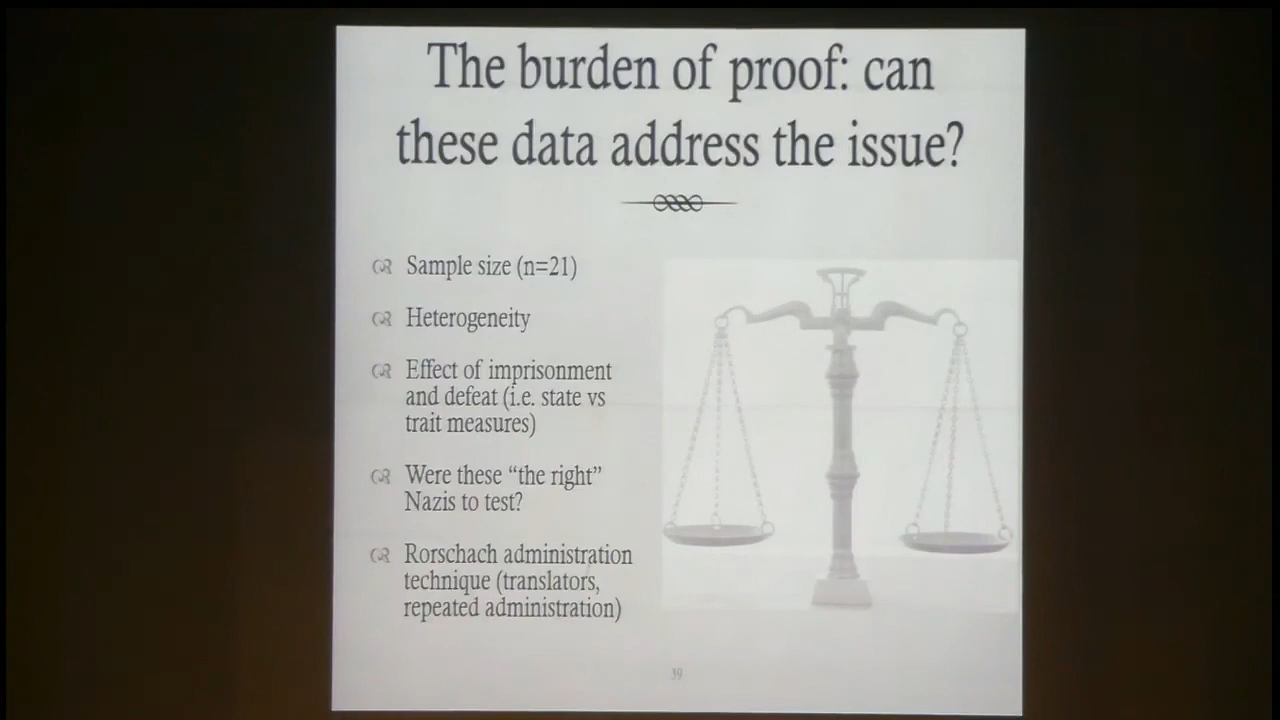 The burden of proof: can
these data address the issue?
Sample size (n=21)
Heterogeneity
Effect of imprisonment
and defeat (i.e. state vs
trait measures)
Were these “the right”
Nazis to test?
Rorschach administration
technique (translators,
repeated administration)
39